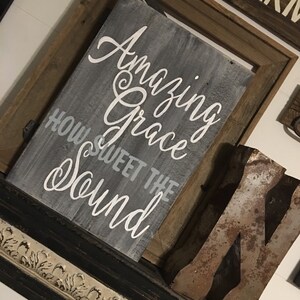 Amazing
Grace
HOW SWEET THE
Sound
N